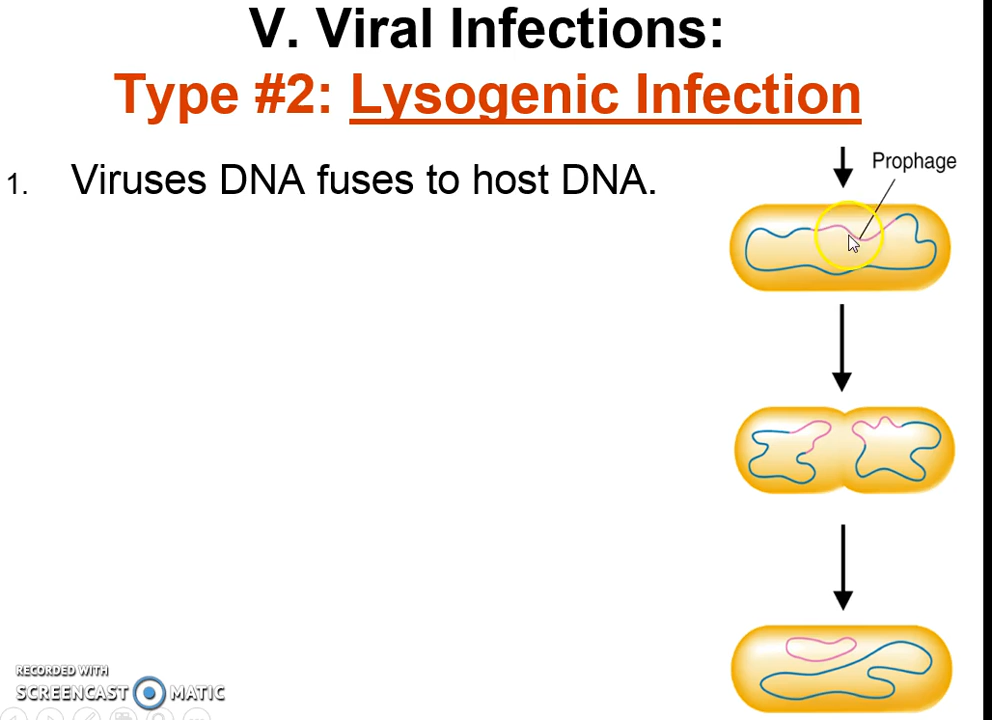 V. Viral Infections:
Type #2: Lysogenic Infection
Prophage
1. Viruses DNA fuses to host DNA.
RECORDED WITH
SCREENCAST MATIC